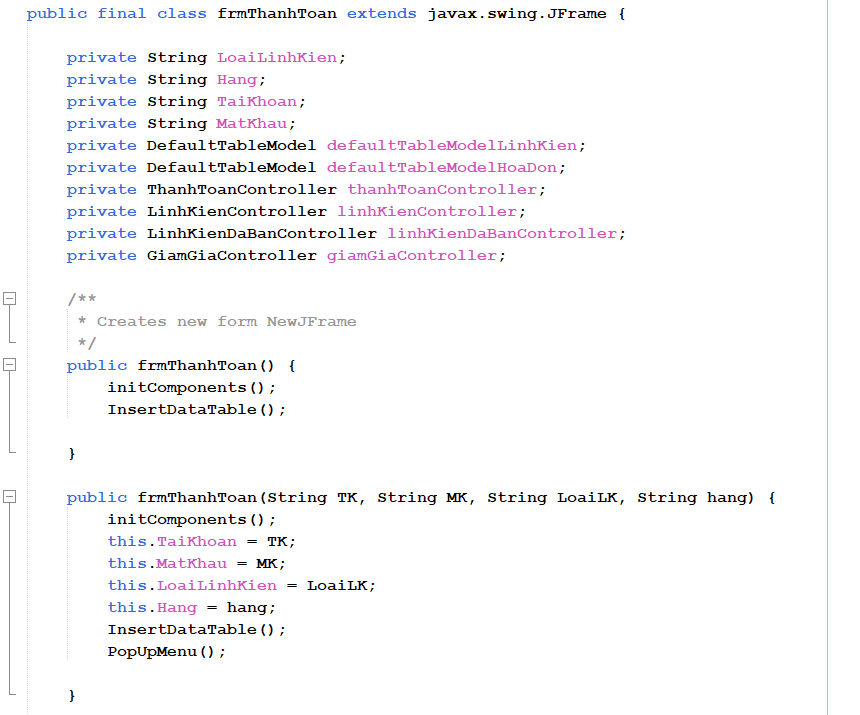 public final class frmThanhToan extends javax.swing.JFrame {
private String LoaiLinhKien;
private String Hang;
private String TaiKhoan;
private String MatKhau;
private DefaultTableModel defaultTableModelLinhKien;
private DefaultTableModel defaultTableModelHoaDon;
private ThanhToanController thanhToanController;
private LinhKienController linhKienController;
private LinhKienDaBanController linhKienDaBanController;
private GiamGiaController giamGiaController;
/**
* Creates new form NewJFrame
*/
public frmThanhToan() {
initComponents();
InsertDataTable();
}
public frmThanhToan(String TK, String MK, String LoaiLK, String hang) {
initComponents();
this.TaiKhoan = TK;
this.MatKhau = MK;
this.LoaiLinhKien = LoaiLK;
this.Hang = hang;
InsertDataTable();
PopUpMenu();
}